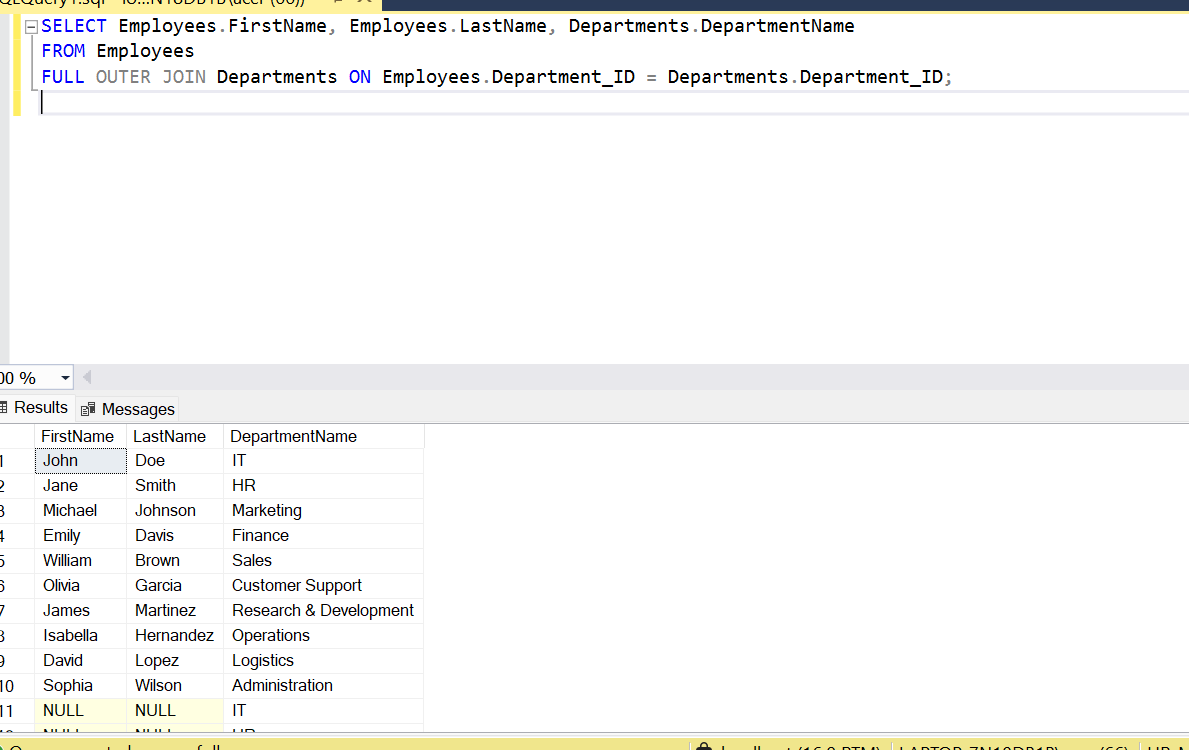 SELECT Employees.FirstName, Employees.LastName, Departments.DepartmentName
FROM Employees
FULL OUTER JOIN Departments ON Employees.Department_ID = Departments.Department_ID;
Results Messages
FirstName LastName DepartmentName
1 John Doe IT
2 Jane Smith HR
3 Michael Johnson Marketing
4 Emily Davis Finance
5 William Brown Sales
6 Olivia Garcia Customer Support
7 James Martinez Research & Development
8 Isabella Hernandez Operations
9 David Lopez Logistics
10 Sophia Wilson Administration
11 NULL NULL IT
NULL NULL HR